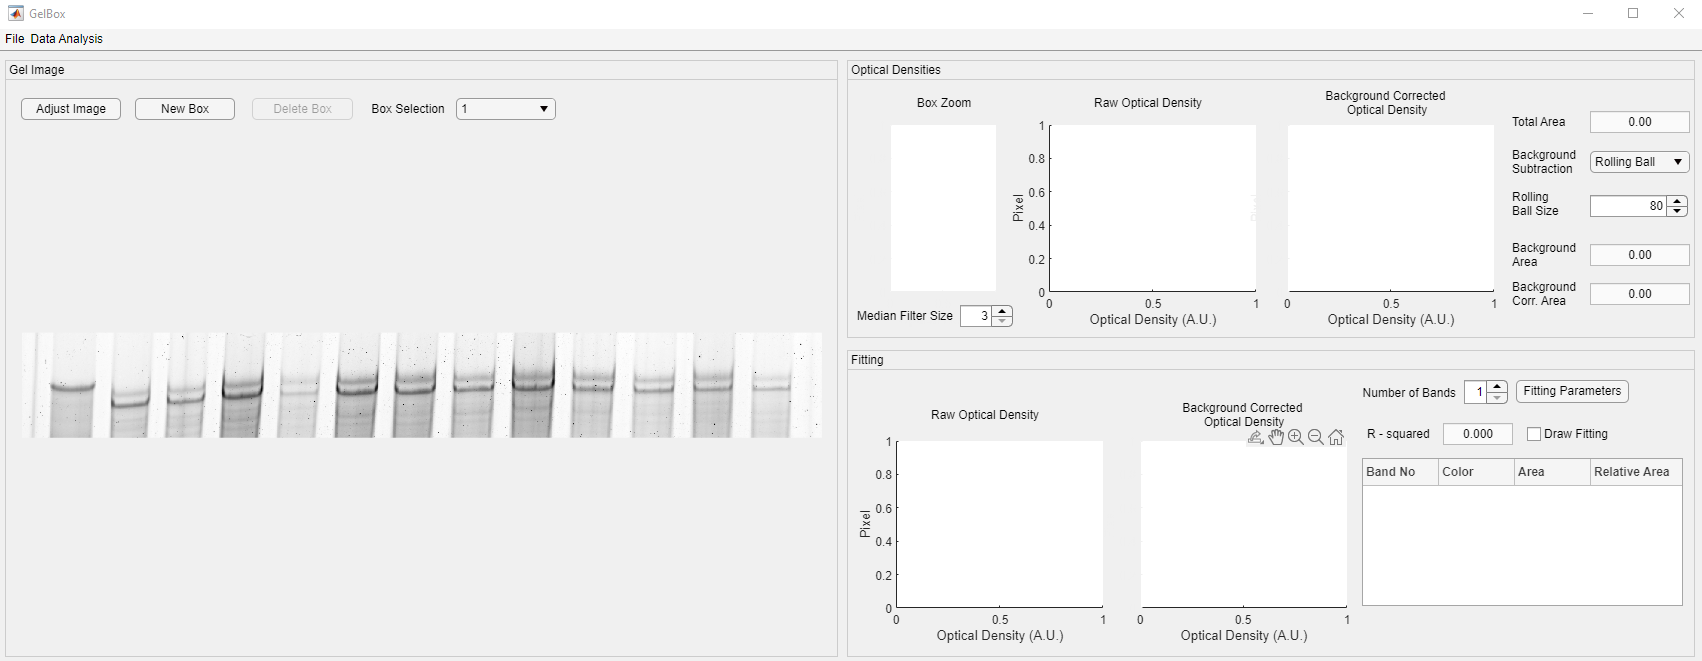 GelBox
File Data Analysis
Gel Image
Adjust Image
New Box
Delete Box
Box Selection
1
Optical Densities
Box Zoom
Median Filter Size
3
Raw Optical Density
1
0.8
0.6
0.4
0.2
0
Pixel
0
0.5
1
Optical Density (A.U.)
Background Corrected
Optical Density
Pixel
0
0.5
1
Optical Density (A.U.)
Total Area
0.00
Background
Subtraction
Rolling Ball
Rolling
Ball Size
80
Background
Area
0.00
Background
Corr. Area
0.00
Fitting
Raw Optical Density
1
0.8
0.6
0.4
0.2
0
Pixel
0
0.5
1
Optical Density (A.U.)
Background Corrected
Optical Density
0
0.5
1
Optical Density (A.U.)
Number of Bands
1
Fitting Parameters
R - squared
0.000
Draw Fitting
Band No
Color
Area
Relative Area